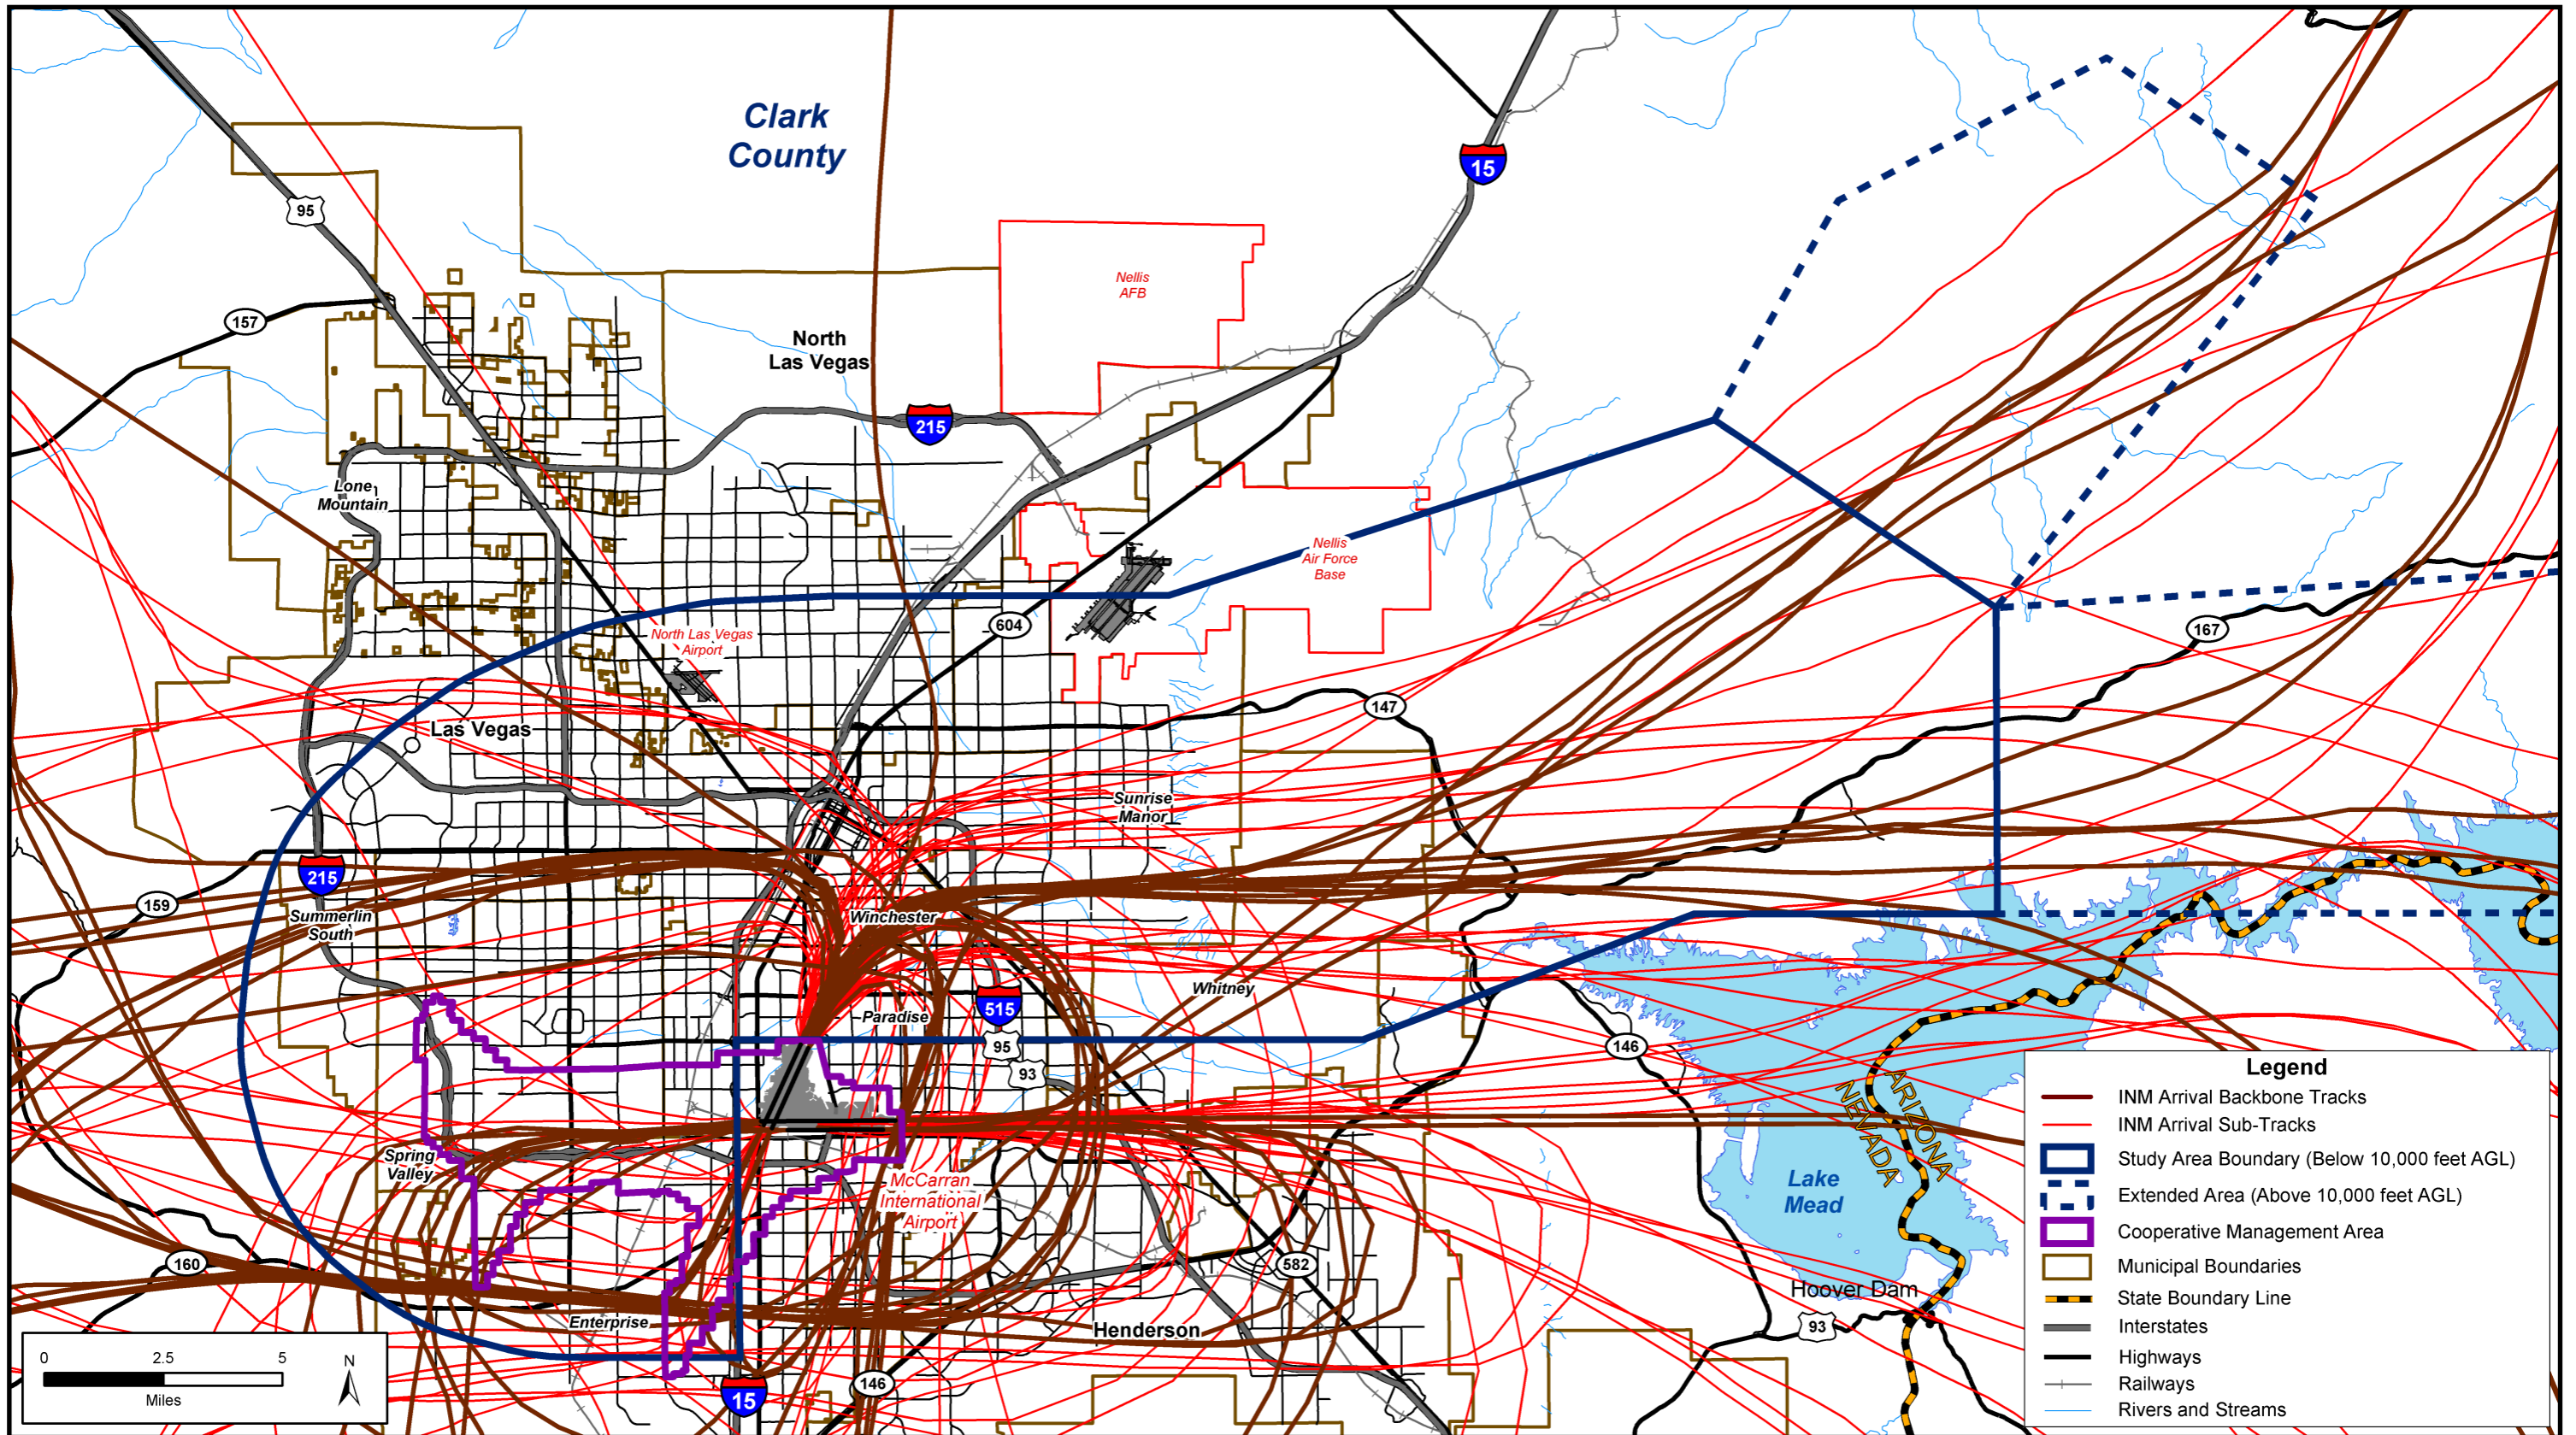 Clark
County
15
95
Nellis
AFB
157
North
Las Vegas
215
Lone
Mountain
Nellis
Air Force
Base
604
North Las Vegas
Airport
167
147
Las Vegas
Sunrise
Manor
215
159
Summerlin
South
Winchester
Whitney
515
Paradise
95
93
146
ARIZONA
NEVADA
Spring
Valley
McCarran
International
Airport
Lake
Mead
160
582
Hoover Dam
Enterprise
Henderson
93
146
15
0 2.5 5
Miles
N
Legend
INM Arrival Backbone Tracks
INM Arrival Sub-Tracks
Study Area Boundary (Below 10,000 feet AGL)
Extended Area (Above 10,000 feet AGL)
Cooperative Management Area
Municipal Boundaries
State Boundary Line
Interstates
Highways
Railways
Rivers and Streams